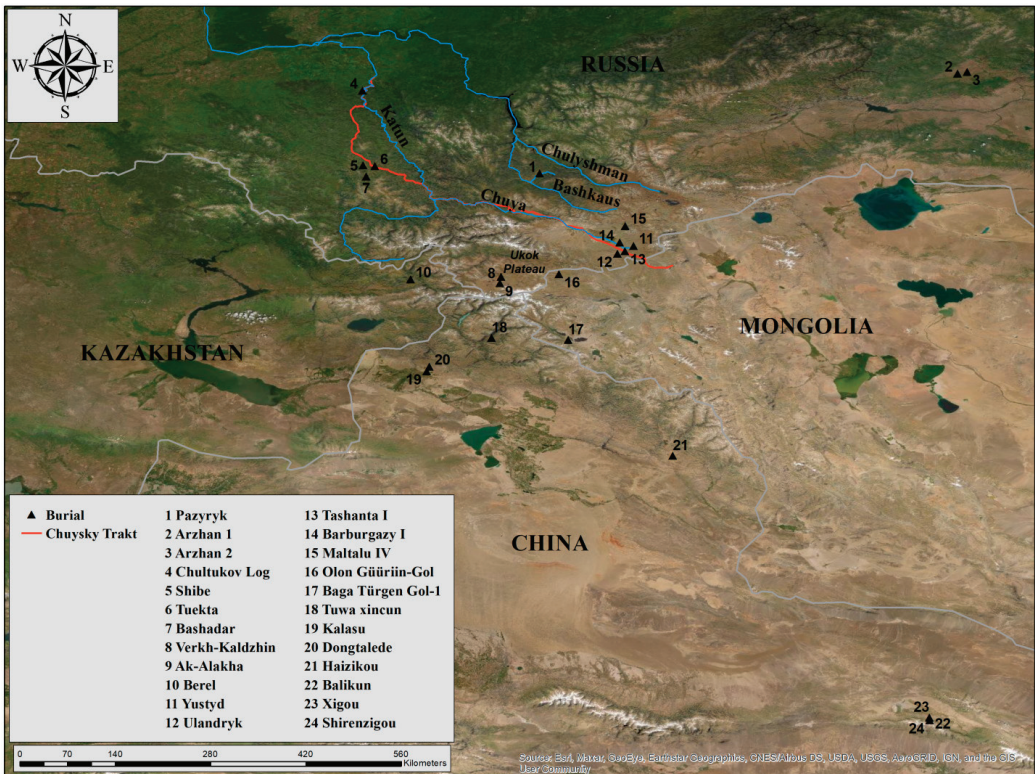 N
W E
S
RUSSIA
2
3
4
Katun
Chulyshman
5
6
7
1
Bashkaus
Chuya
15
14
11
12
13
Ukok
Plateau
8
9
10
16
MONGOLIA
18
17
KAZAKHSTAN
20
19
21
CHINA
Burial
Chuysky Trakt
1 Pazyryk
2 Arzhan 1
3 Arzhan 2
4 Chultukov Log
5 Shibe
6 Tuekta
7 Bashadar
8 Verkh-Kaldzhin
9 Ak-Alakha
10 Berel
11 Yustyd
12 Ulandryk
13 Tashanta I
14 Barburgazy I
15 Maltalu IV
16 Olon Güüriin-Gol
17 Baga Türgen Gol-1
18 Tuwa xincun
19 Kalasu
20 Dongtalede
21 Haizikou
22 Balikun
23 Xigou
24 Shirenzigou
23
24 22
0 70 140 280 420 560
Kilometers
Source: Esri, Maxar, GeoEye, Earthstar Geographics, CNES/Airbus DS, USDA, USGS, AeroGRID, IGN, and the GIS
User Community